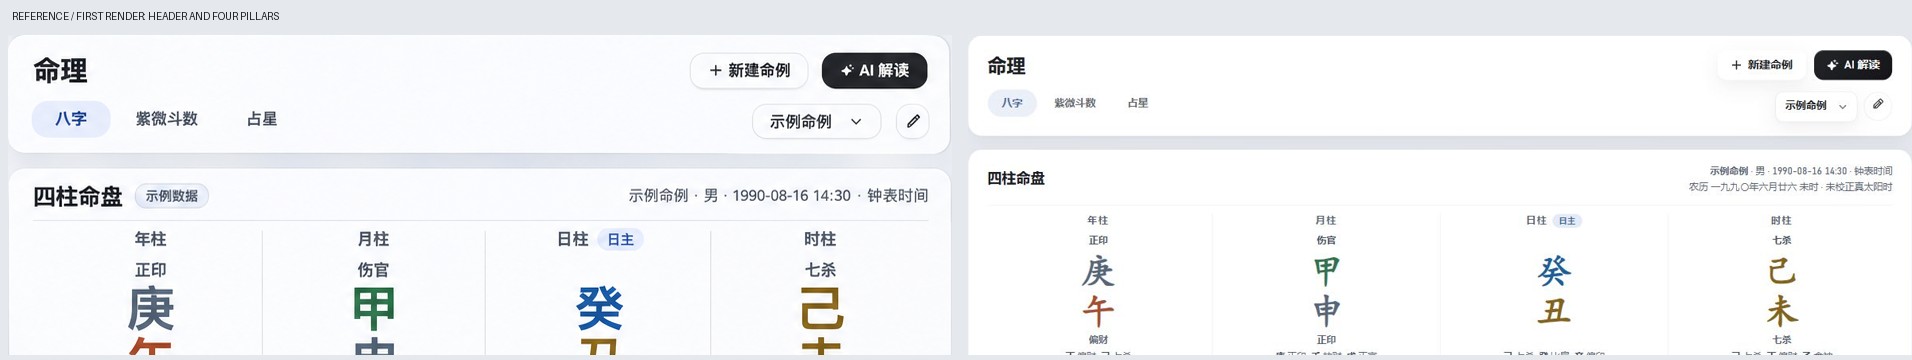 REFERENCE / FIRST RENDER: HEADER AND FOUR PILLARS
命理
+ 新建命例
AI 解读
八字 紫微斗数 占星
示例命例
四柱命盘 示例数据
示例命例 · 男 · 1990-08-16 14:30 · 钟表时间
年柱 月柱 日柱 日主 时柱
正印 伤官 七杀
庚 甲 癸 己
命理
+ 新建命例
AI 解读
八字 紫微斗数 占星
示例命例
四柱命盘
示例命例 · 男 · 1990-08-16 14:30 · 钟表时间
农历 一九九〇年六月廿六 未时 · 未校正真太阳时
年柱 月柱 日柱 日主 时柱
正印 伤官 七杀
庚 甲 癸 己
午 申 丑 未
偏财 正印 七杀